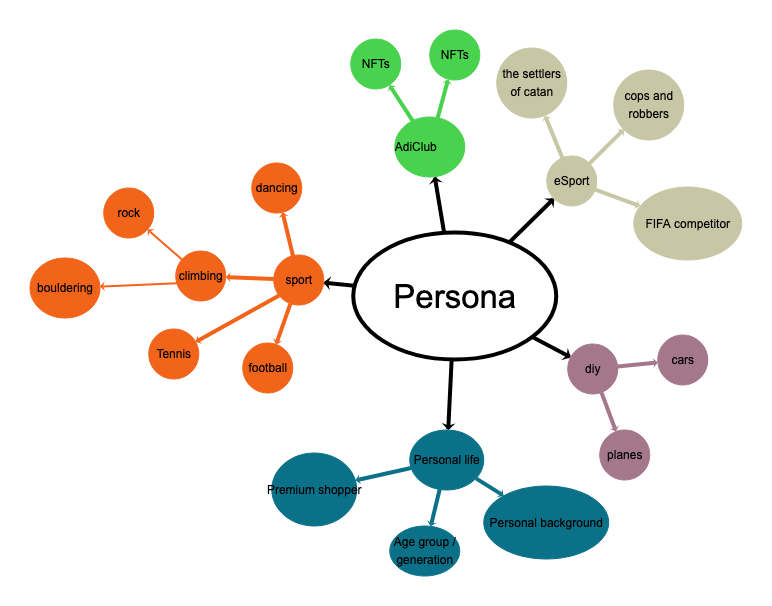 NFTs
NFTs
the settlers
of catan
cops and
robbers
AdiClub
eSport
dancing
rock
FIFA competitor
climbing
sport
bouldering
Persona
Tennis
football
diy
cars
planes
Personal life
Premium shopper
Personal background
Age group /
generation